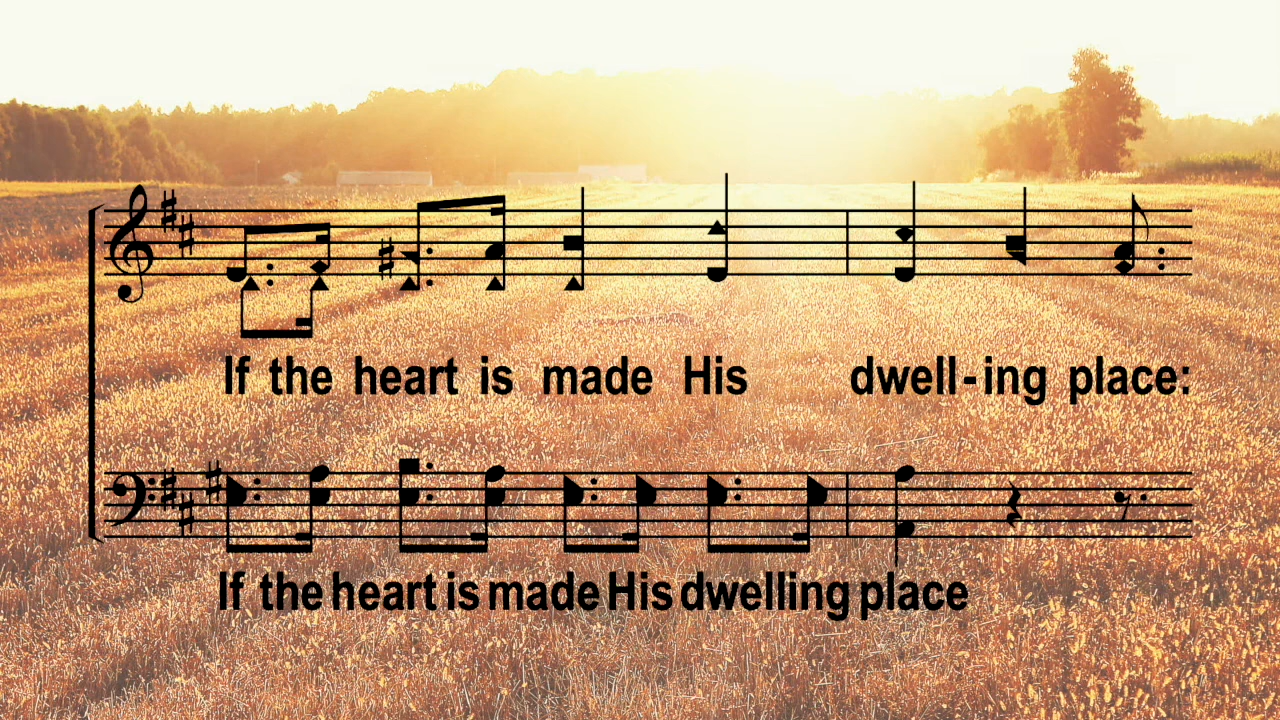 If the heart is made His dwell-ing place:
If the heart is made His dwelling place